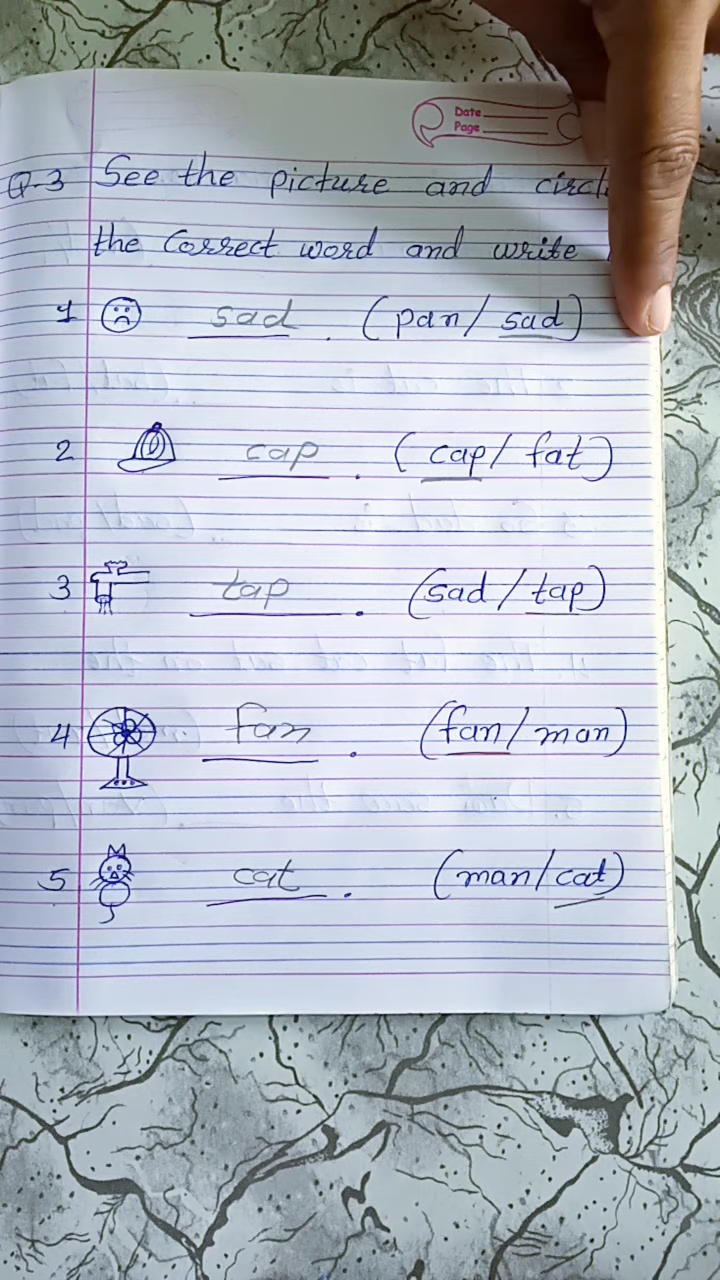 Date
Page
Q-3 See the picture and circl
the correct word and write
1 sad . (pan/ sad)
2 cap . (cap/ fat)
3 tap . (sad / tap)
4 fan . (fan/ man)
5 cat . (man/cat)